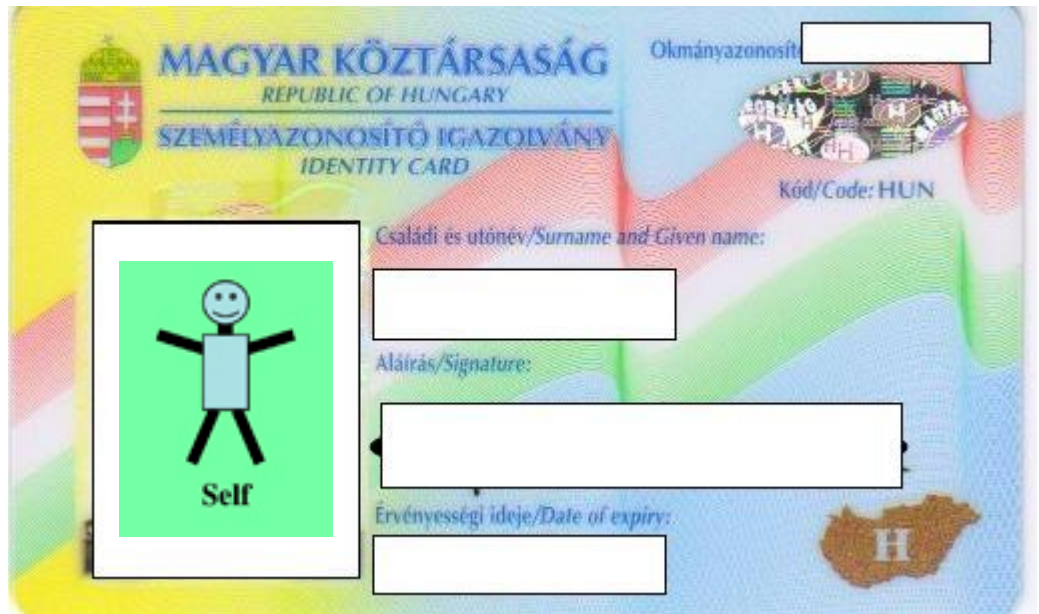 MAGYAR KÖZTÁRSASÁG
REPUBLIC OF HUNGARY
SZEMÉLYAZONOSÍTÓ IGAZOLVÁNY
IDENTITY CARD
Kód/Code: HUN
Családi és utónév/Surname and Given name:
Aláírás/Signature:
Self
Érvényességi ideje/Date of expiry:
H